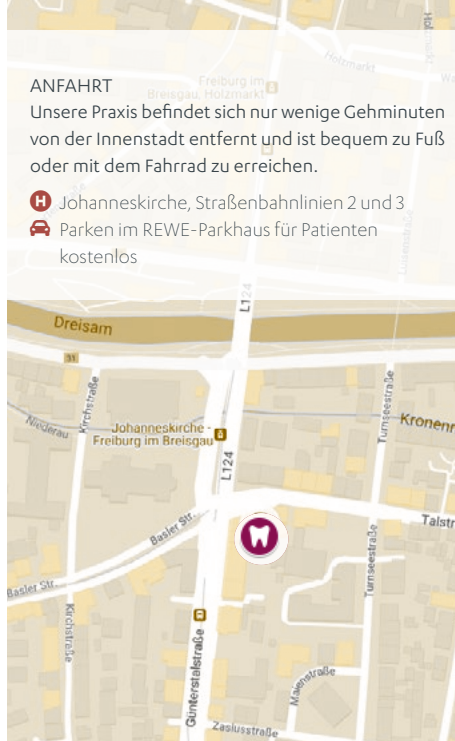 Holzmarkt
Holzmarkt
ANFAHRT
Freiburg im
Breisgau, Holzmarkt
Unsere Praxis befindet sich nur wenige Gehminuten
von der Innenstadt entfernt und ist bequem zu Fuß
oder mit dem Fahrrad zu erreichen.
H Johanneskirche, Straßenbahnlinien 2 und 3
Parken im REWE-Parkhaus für Patienten
kostenlos
L124
Dreisam
31
Kirchstraße
Niederau
Johanneskirche -
Freiburg im Breisgau
Turnseestraße
L124
Basler Str.
Talstr
Basler Str.
Kirchstraße
Turnseestraße
Günterstalstraße
Maienstraße
Zasiusstraße